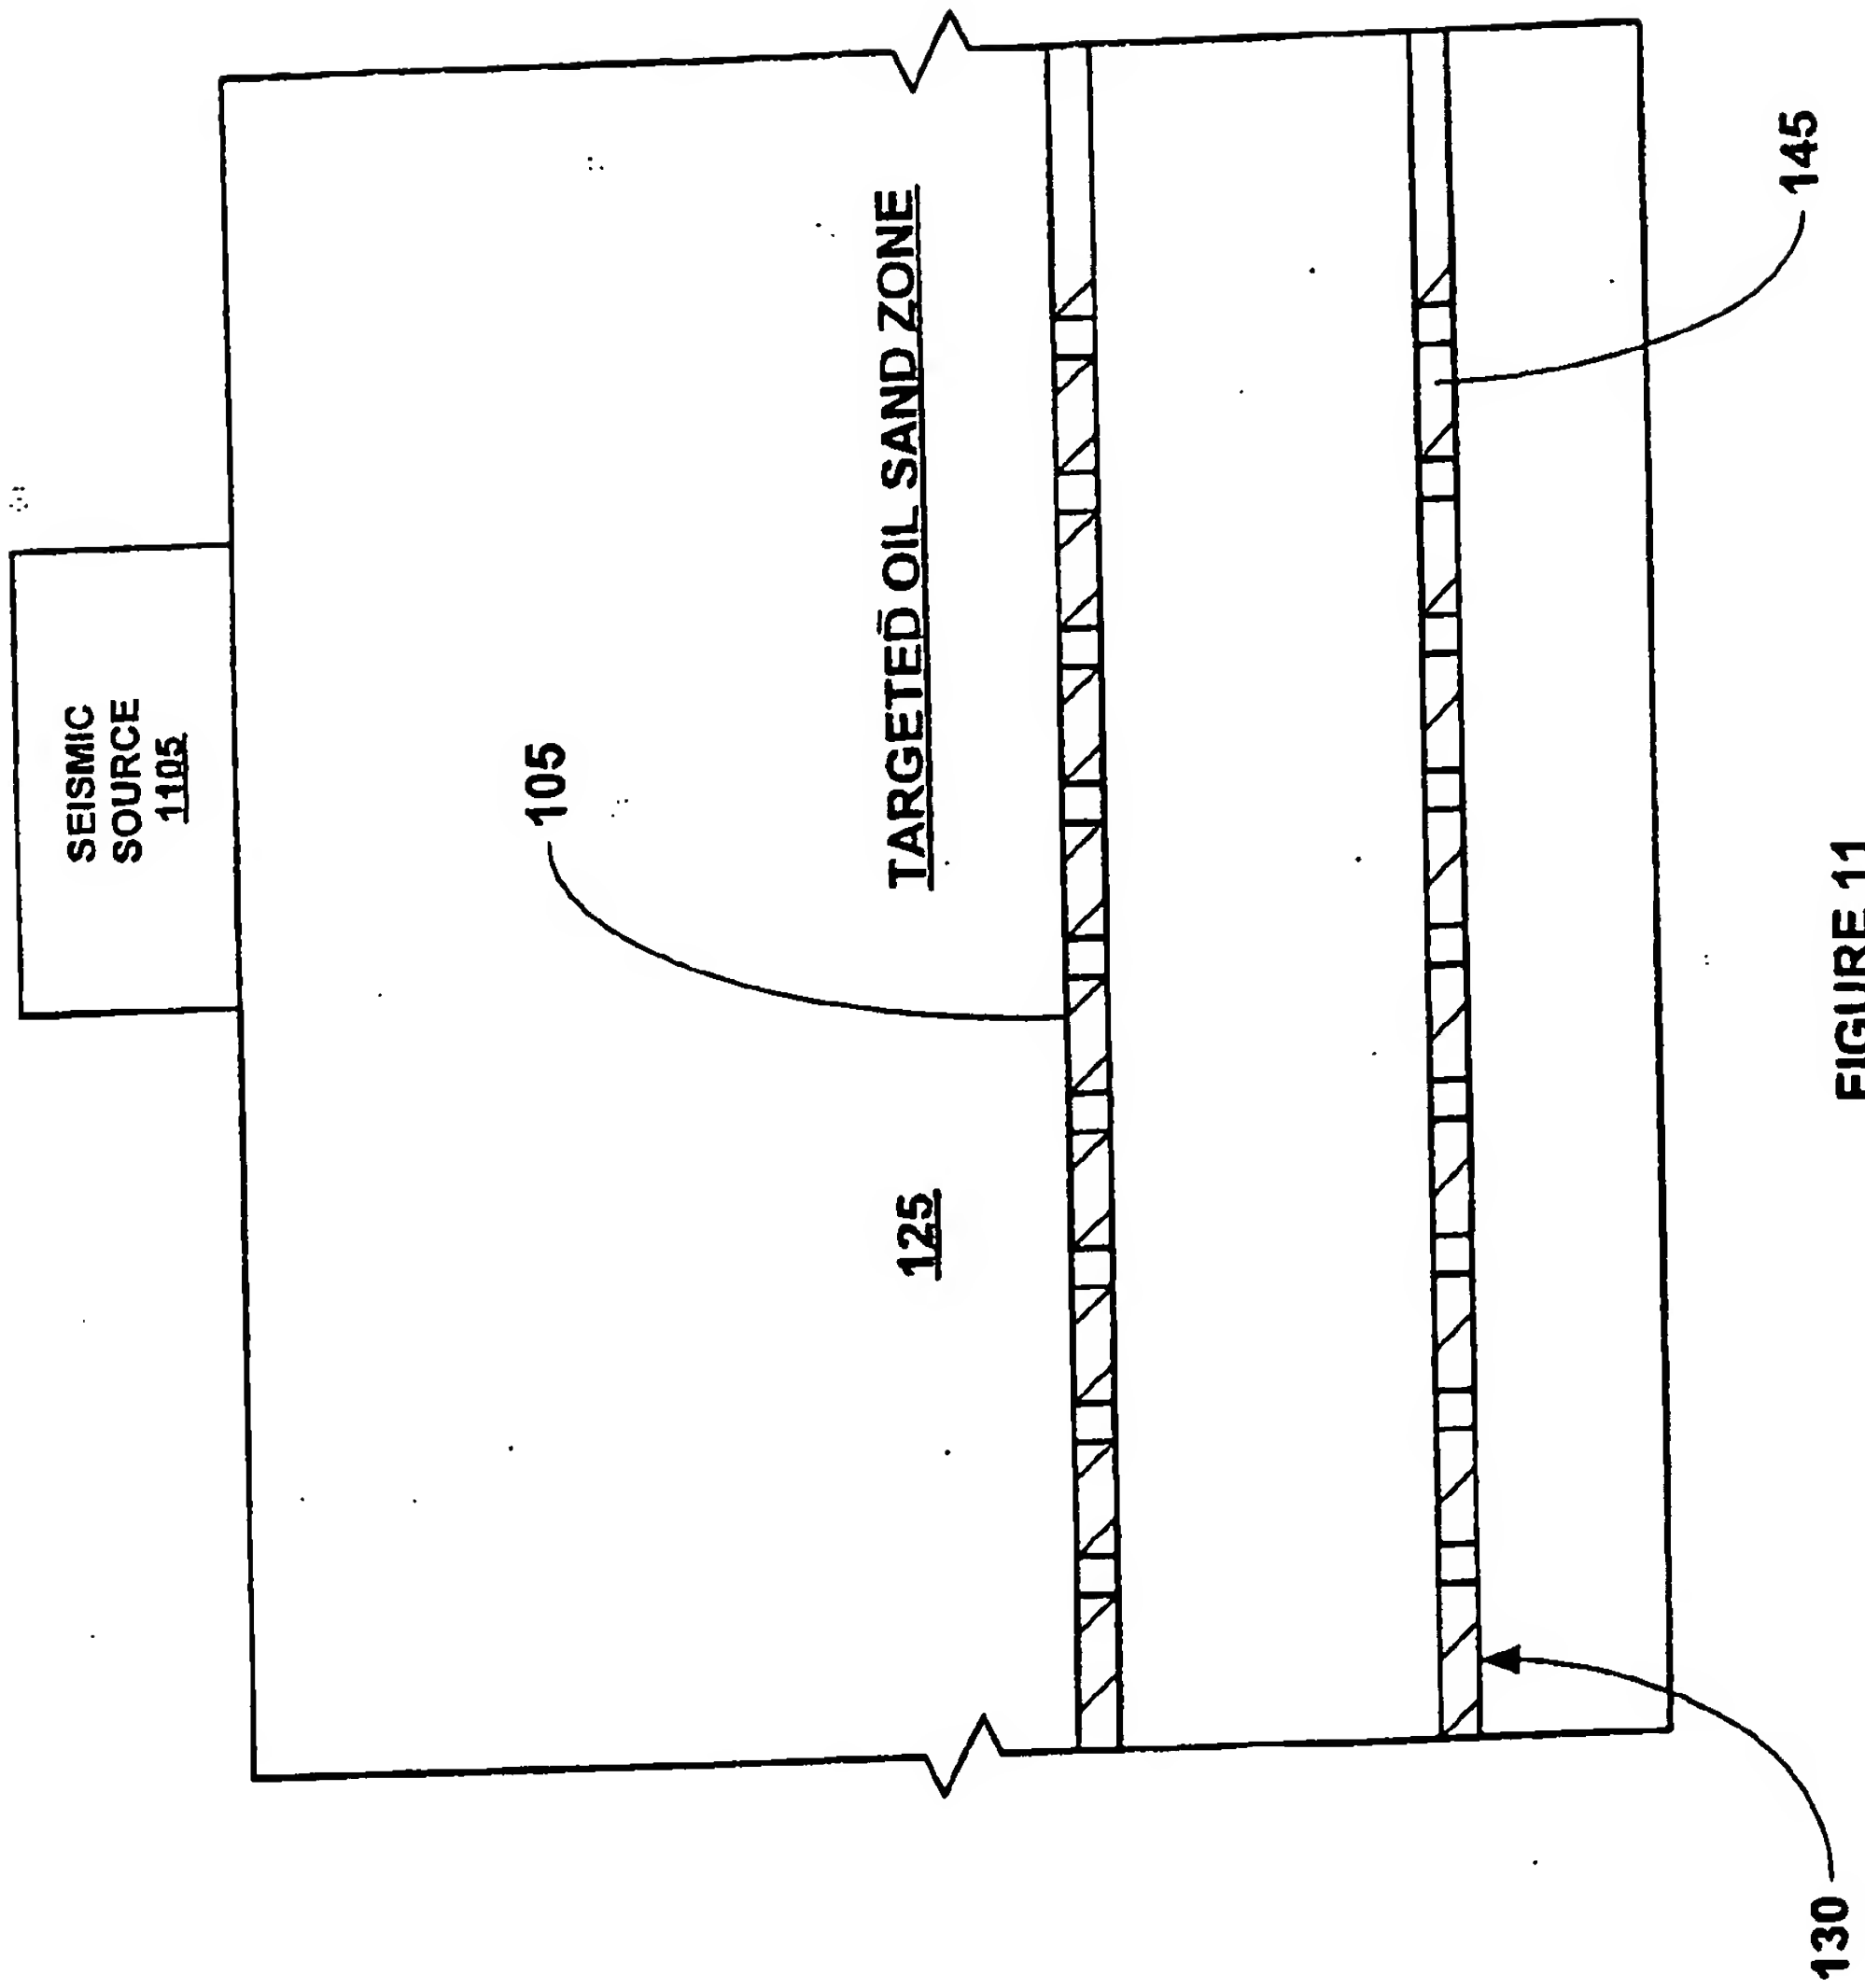 SEISMIC
SOURCE
1105
105
TARGETED OIL SAND ZONE
125
145
130
FIGURE 11